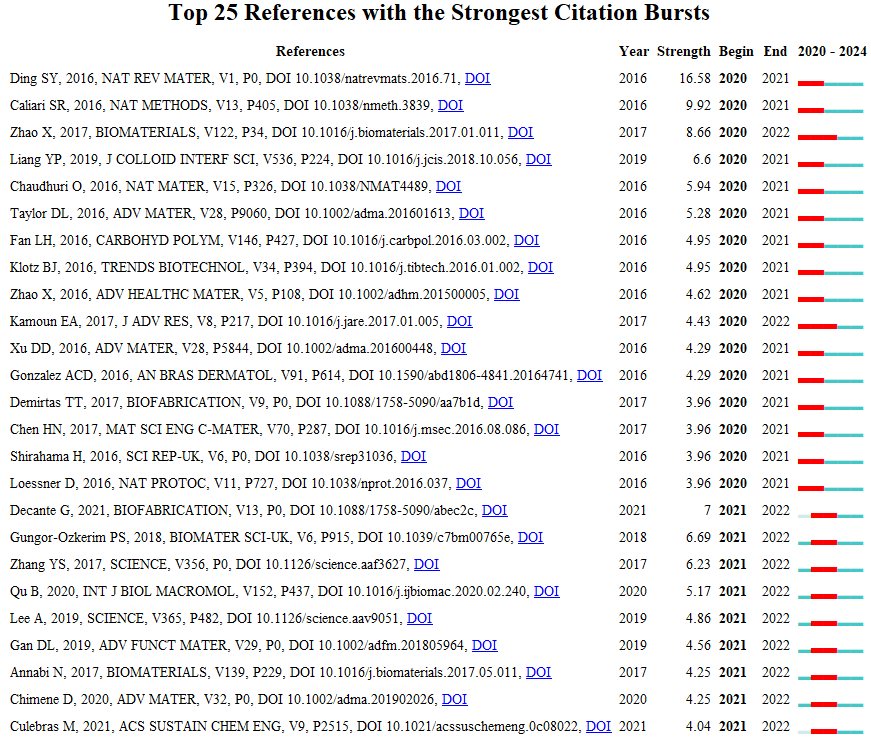 Top 25 References with the Strongest Citation Bursts
References Year Strength Begin End 2020 - 2024
Ding SY, 2016, NAT REV MATER, V1, P0, DOI 10.1038/natrevmats.2016.71, DOI 2016 16.58 2020 2021
Caliari SR, 2016, NAT METHODS, V13, P405, DOI 10.1038/nmeth.3839, DOI 2016 9.92 2020 2021
Zhao X, 2017, BIOMATERIALS, V122, P34, DOI 10.1016/j.biomaterials.2017.01.011, DOI 2017 8.66 2020 2022
Liang YP, 2019, J COLLOID INTERF SCI, V536, P224, DOI 10.1016/j.jcis.2018.10.056, DOI 2019 6.6 2020 2021
Chaudhuri O, 2016, NAT MATER, V15, P326, DOI 10.1038/NMAT4489, DOI 2016 5.94 2020 2021
Taylor DL, 2016, ADV MATER, V28, P9060, DOI 10.1002/adma.201601613, DOI 2016 5.28 2020 2021
Fan LH, 2016, CARBOHYD POLYM, V146, P427, DOI 10.1016/j.carbpol.2016.03.002, DOI 2016 4.95 2020 2021
Klotz BJ, 2016, TRENDS BIOTECHNOL, V34, P394, DOI 10.1016/j.tibtech.2016.01.002, DOI 2016 4.95 2020 2021
Zhao X, 2016, ADV HEALTHC MATER, V5, P108, DOI 10.1002/adhm.201500005, DOI 2016 4.62 2020 2021
Kamoun EA, 2017, J ADV RES, V8, P217, DOI 10.1016/j.jare.2017.01.005, DOI 2017 4.43 2020 2022
Xu DD, 2016, ADV MATER, V28, P5844, DOI 10.1002/adma.201600448, DOI 2016 4.29 2020 2021
Gonzalez ACD, 2016, AN BRAS DERMATOL, V91, P614, DOI 10.1590/abd1806-4841.20164741, DOI 2016 4.29 2020 2021
Demirtas TT, 2017, BIOFABRICATION, V9, P0, DOI 10.1088/1758-5090/aa7b1d, DOI 2017 3.96 2020 2021
Chen HN, 2017, MAT SCI ENG C-MATER, V70, P287, DOI 10.1016/j.msec.2016.08.086, DOI 2017 3.96 2020 2021
Shirahama H, 2016, SCI REP-UK, V6, P0, DOI 10.1038/srep31036, DOI 2016 3.96 2020 2021
Loessner D, 2016, NAT PROTOC, V11, P727, DOI 10.1038/nprot.2016.037, DOI 2016 3.96 2020 2021
Decante G, 2021, BIOFABRICATION, V13, P0, DOI 10.1088/1758-5090/abec2c, DOI 2021 7 2021 2022
Gungor-Ozkerim PS, 2018, BIOMATER SCI-UK, V6, P915, DOI 10.1039/c7bm00765e, DOI 2018 6.69 2021 2022
Zhang YS, 2017, SCIENCE, V356, P0, DOI 10.1126/science.aaf3627, DOI 2017 6.23 2021 2022
Qu B, 2020, INT J BIOL MACROMOL, V152, P437, DOI 10.1016/j.ijbiomac.2020.02.240, DOI 2020 5.17 2021 2022
Lee A, 2019, SCIENCE, V365, P482, DOI 10.1126/science.aav9051, DOI 2019 4.86 2021 2022
Gan DL, 2019, ADV FUNCT MATER, V29, P0, DOI 10.1002/adfm.201805964, DOI 2019 4.56 2021 2022
Annabi N, 2017, BIOMATERIALS, V139, P229, DOI 10.1016/j.biomaterials.2017.05.011, DOI 2017 4.25 2021 2022
Chimene D, 2020, ADV MATER, V32, P0, DOI 10.1002/adma.201902026, DOI 2020 4.25 2021 2022
Culebras M, 2021, ACS SUSTAIN CHEM ENG, V9, P2515, DOI 10.1021/acssuschemeng.0c08022, DOI 2021 4.04 2021 2022